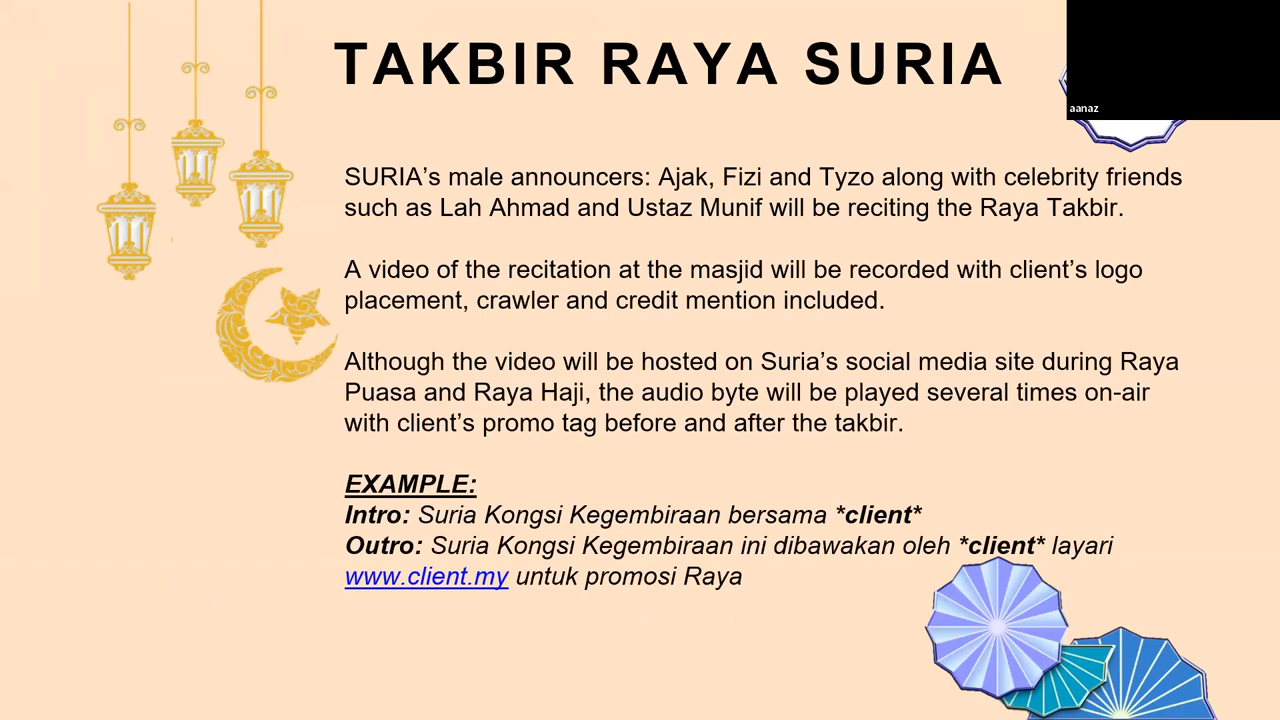 TAKBIR RAYA SURIA
aanaz
SURIA’s male announcers: Ajak, Fizi and Tyzo along with celebrity friends
such as Lah Ahmad and Ustaz Munif will be reciting the Raya Takbir.
A video of the recitation at the masjid will be recorded with client’s logo
placement, crawler and credit mention included.
Although the video will be hosted on Suria’s social media site during Raya
Puasa and Raya Haji, the audio byte will be played several times on-air
with client’s promo tag before and after the takbir.
EXAMPLE:
Intro: Suria Kongsi Kegembiraan bersama *client*
Outro: Suria Kongsi Kegembiraan ini dibawakan oleh *client* layari
www.client.my untuk promosi Raya